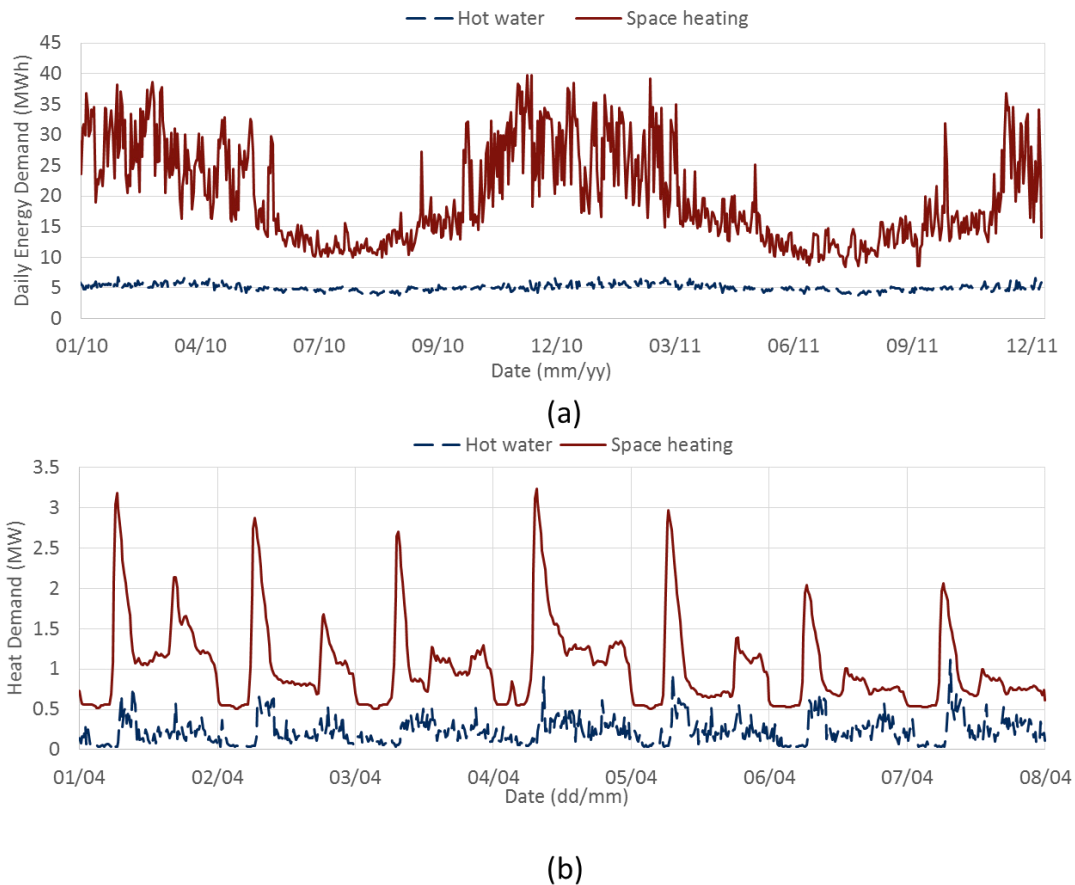 Hot water Space heating
Daily Energy Demand (MWh)
45
40
35
30
25
20
15
10
5
0
01/10 04/10 07/10 09/10 12/10 03/11 06/11 09/11 12/11
Date (mm/yy)
(a)
Hot water Space heating
Heat Demand (MW)
3.5
3
2.5
2
1.5
1
0.5
0
01/04 02/04 03/04 04/04 05/04 06/04 07/04 08/04
Date (dd/mm)
(b)